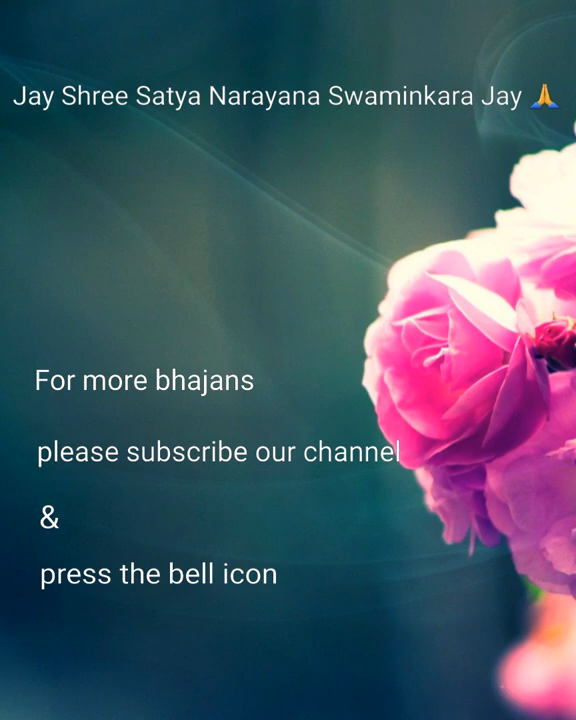 Jay Shree Satya Narayana Swaminkara Jay 🙏
For more bhajans
please subscribe our channel
&
press the bell icon